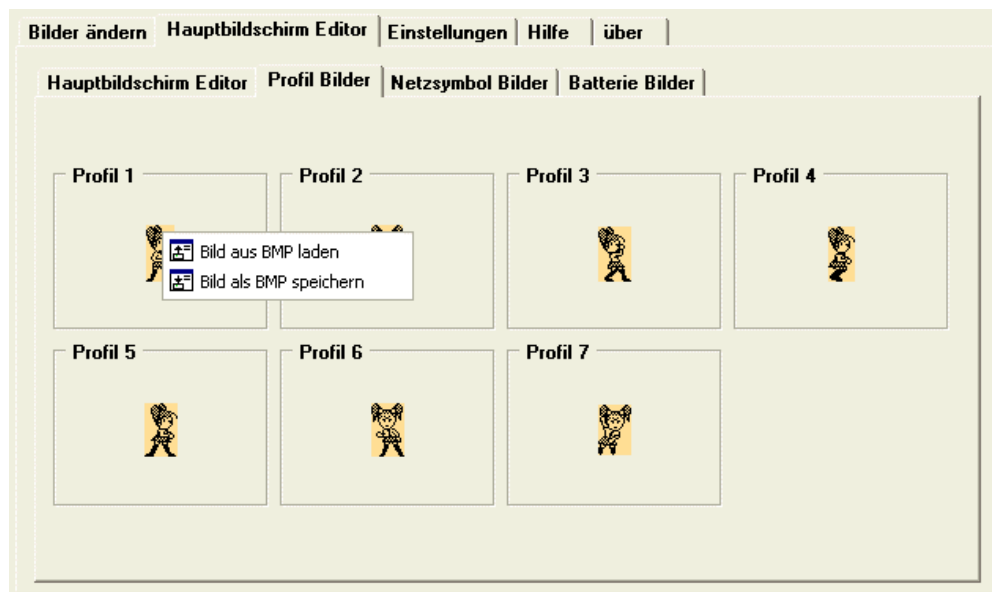 Bilder ändern Hauptbildschirm Editor Einstellungen Hilfe über
Hauptbildschirm Editor Profil Bilder Netzsymbol Bilder Batterie Bilder
Profil 1 Profil 2 Profil 3 Profil 4
Bild aus BMP laden
Bild als BMP speichern
Profil 5 Profil 6 Profil 7